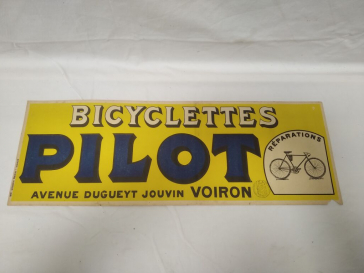 BICYCLETTES
PILOT
RÉPARATIONS
AVENUE DUGUEYT JOUVIN VOIRON